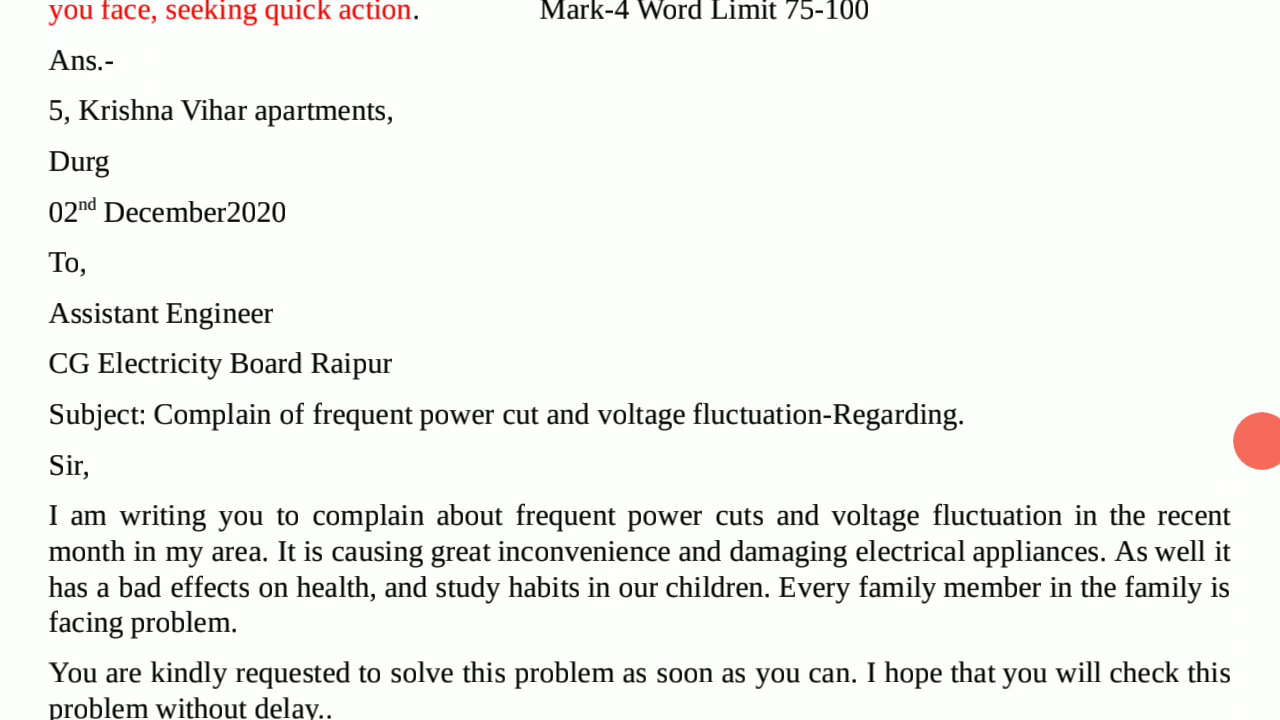 you face, seeking quick action. Mark-4 Word Limit 75-100
Ans.-
5, Krishna Vihar apartments,
Durg
02nd December2020
To,
Assistant Engineer
CG Electricity Board Raipur
Subject: Complain of frequent power cut and voltage fluctuation-Regarding.
Sir,
I am writing you to complain about frequent power cuts and voltage fluctuation in the recent
month in my area. It is causing great inconvenience and damaging electrical appliances. As well it
has a bad effects on health, and study habits in our children. Every family member in the family is
facing problem.
You are kindly requested to solve this problem as soon as you can. I hope that you will check this
problem without delay..